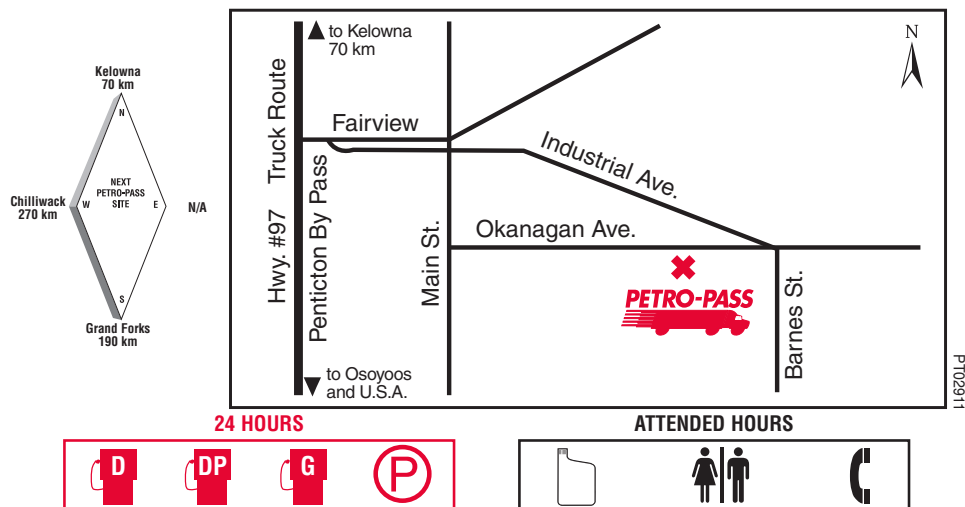 Kelowna
70 km
N
Chilliwack
270 km
W
NEXT
PETRO-PASS
SITE
E
N/A
S
Grand Forks
190 km
to Kelowna
70 km
N
Truck Route
Fairview
Industrial Ave.
Hwy. #97
Penticton By Pass
Main St.
Okanagan Ave.
PETRO-PASS
Barnes St.
to Osoyoos
and U.S.A.
PT02911
24 HOURS
D
DP
G
P
ATTENDED HOURS